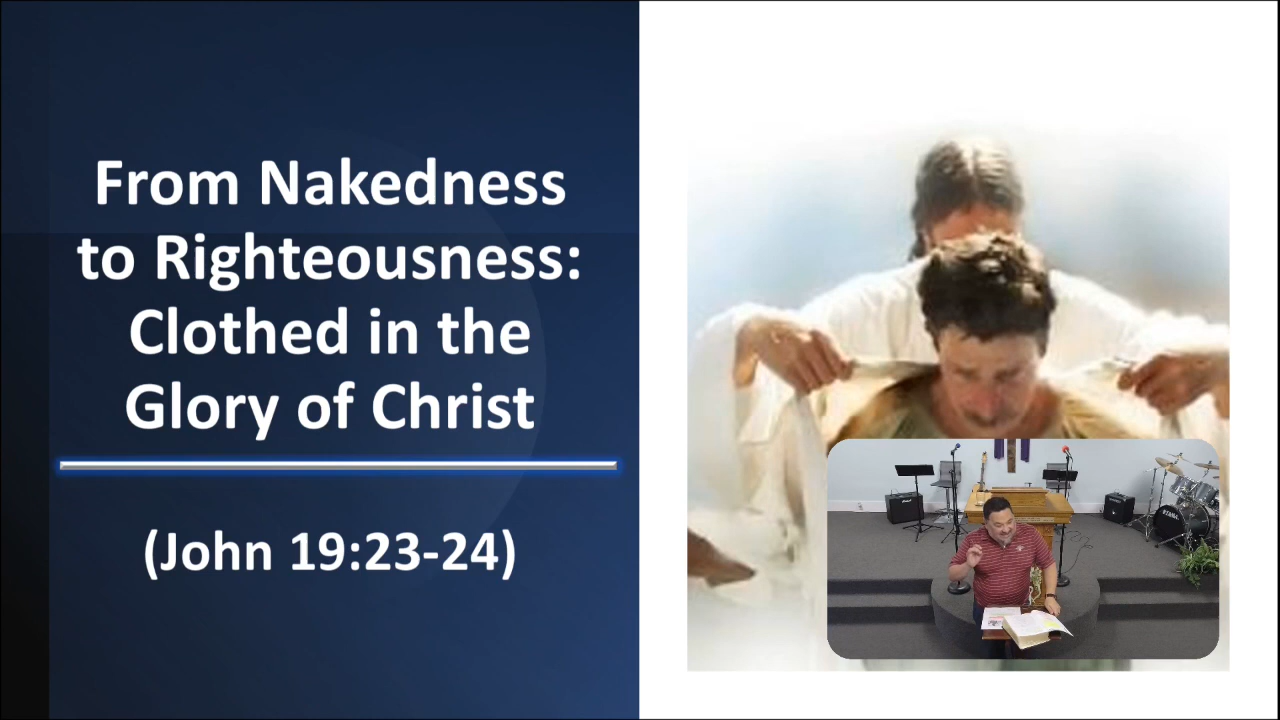 From Nakedness
to Righteousness:
Clothed in the
Glory of Christ
(John 19:23-24)